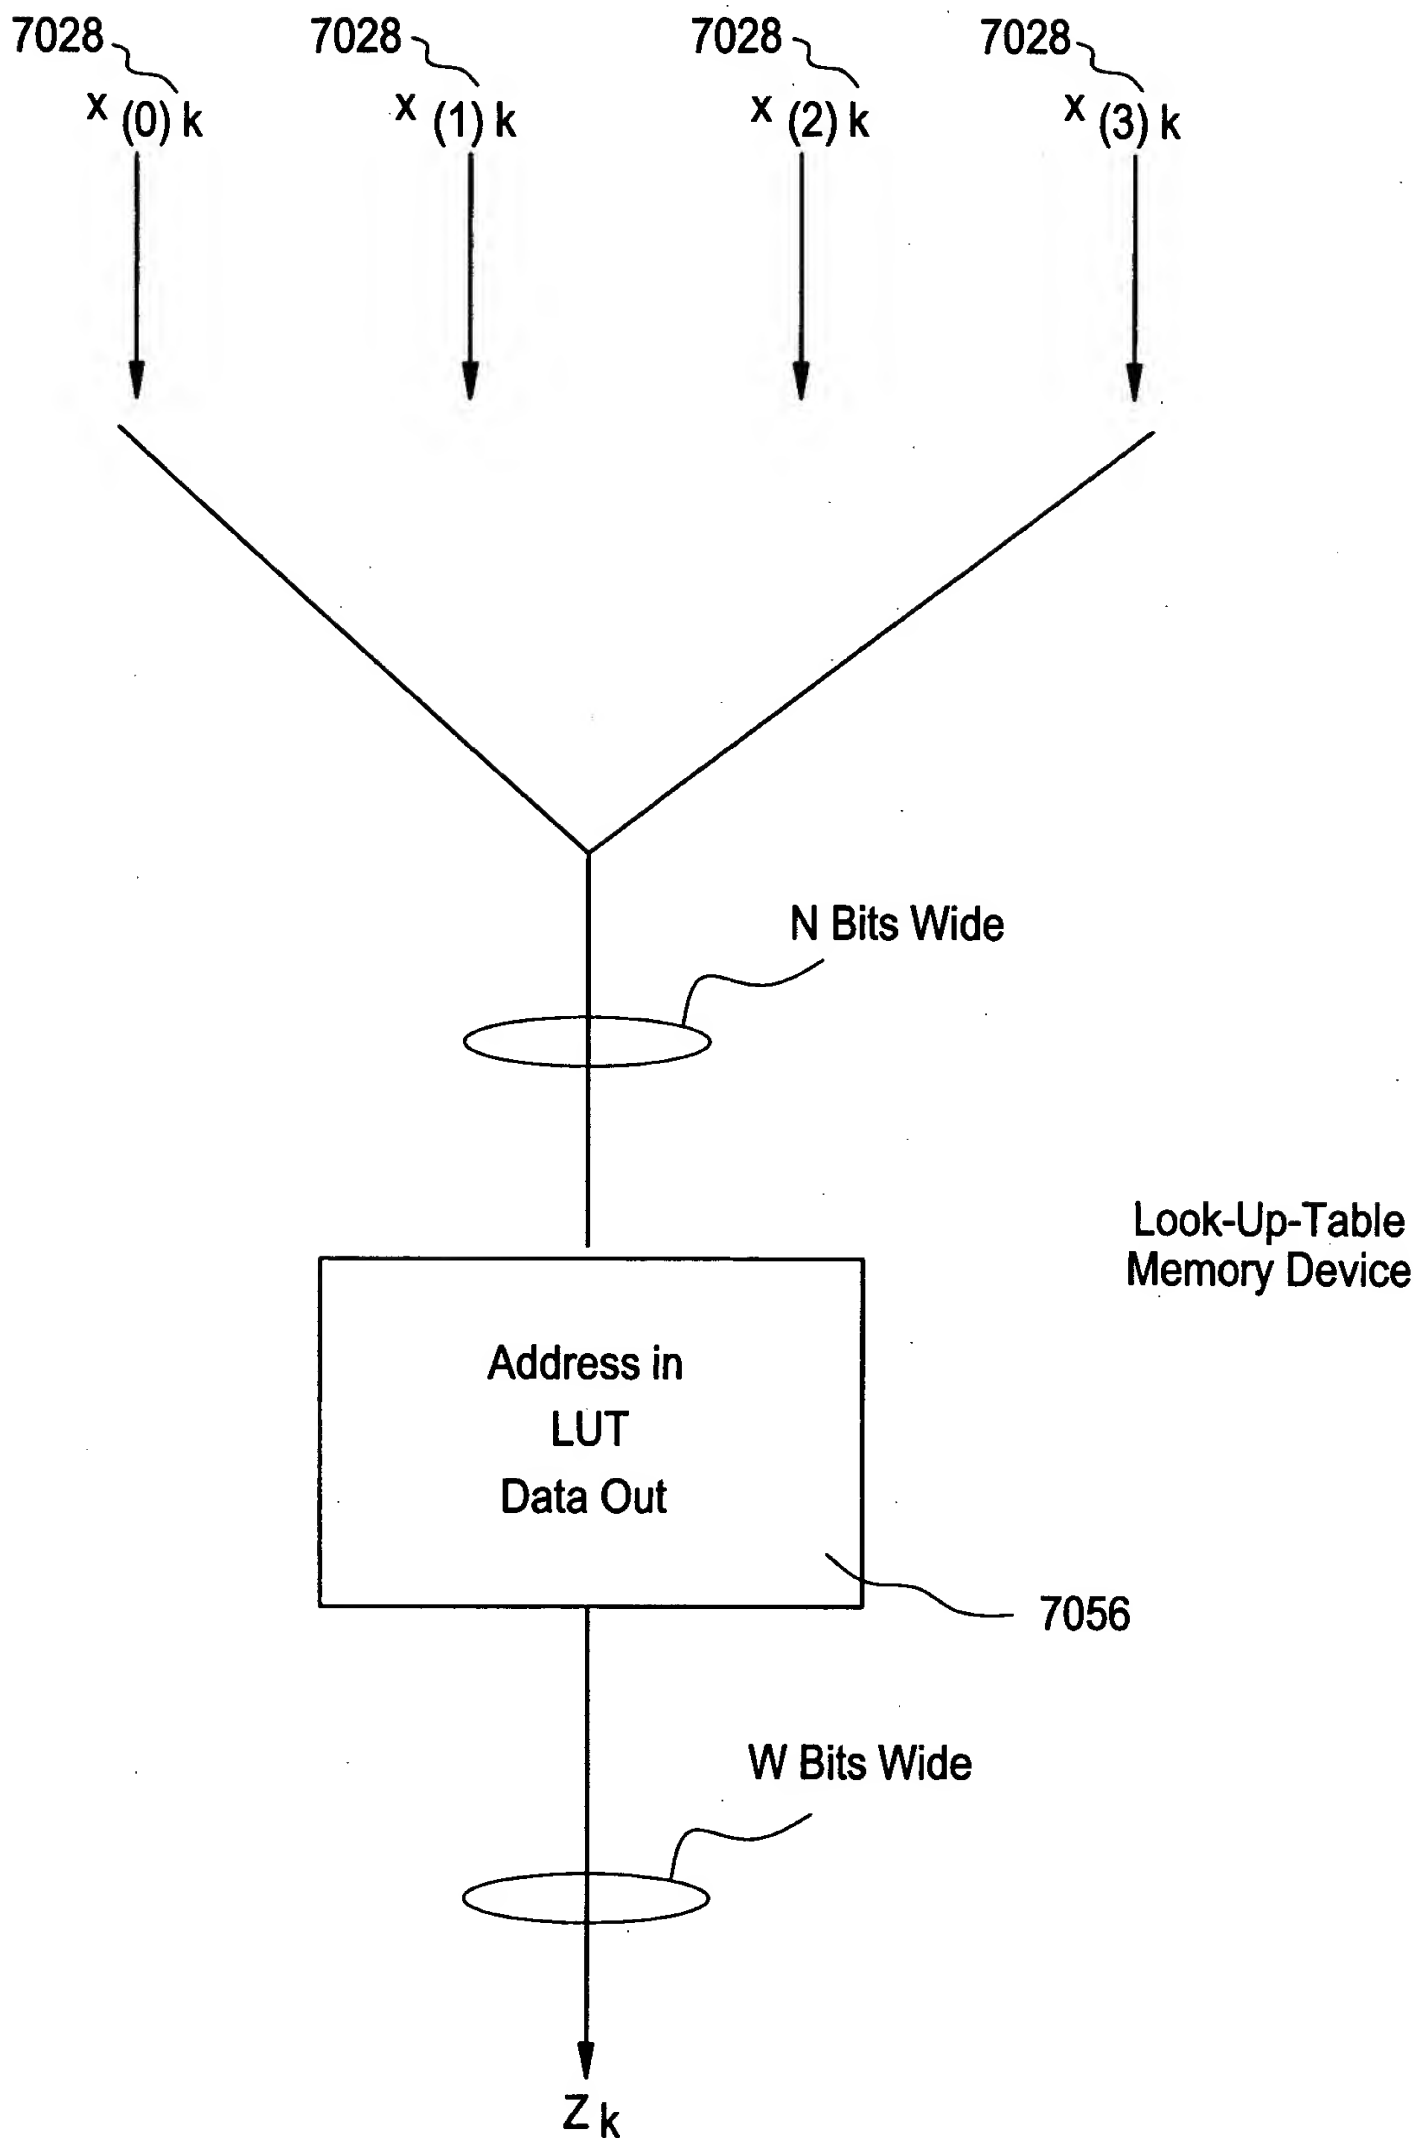 7028 7028 7028 7028
x (0) k x (1) k x (2) k x (3) k
N Bits Wide
Look-Up-Table
Memory Device
Address in
LUT
Data Out
7056
W Bits Wide
Z k